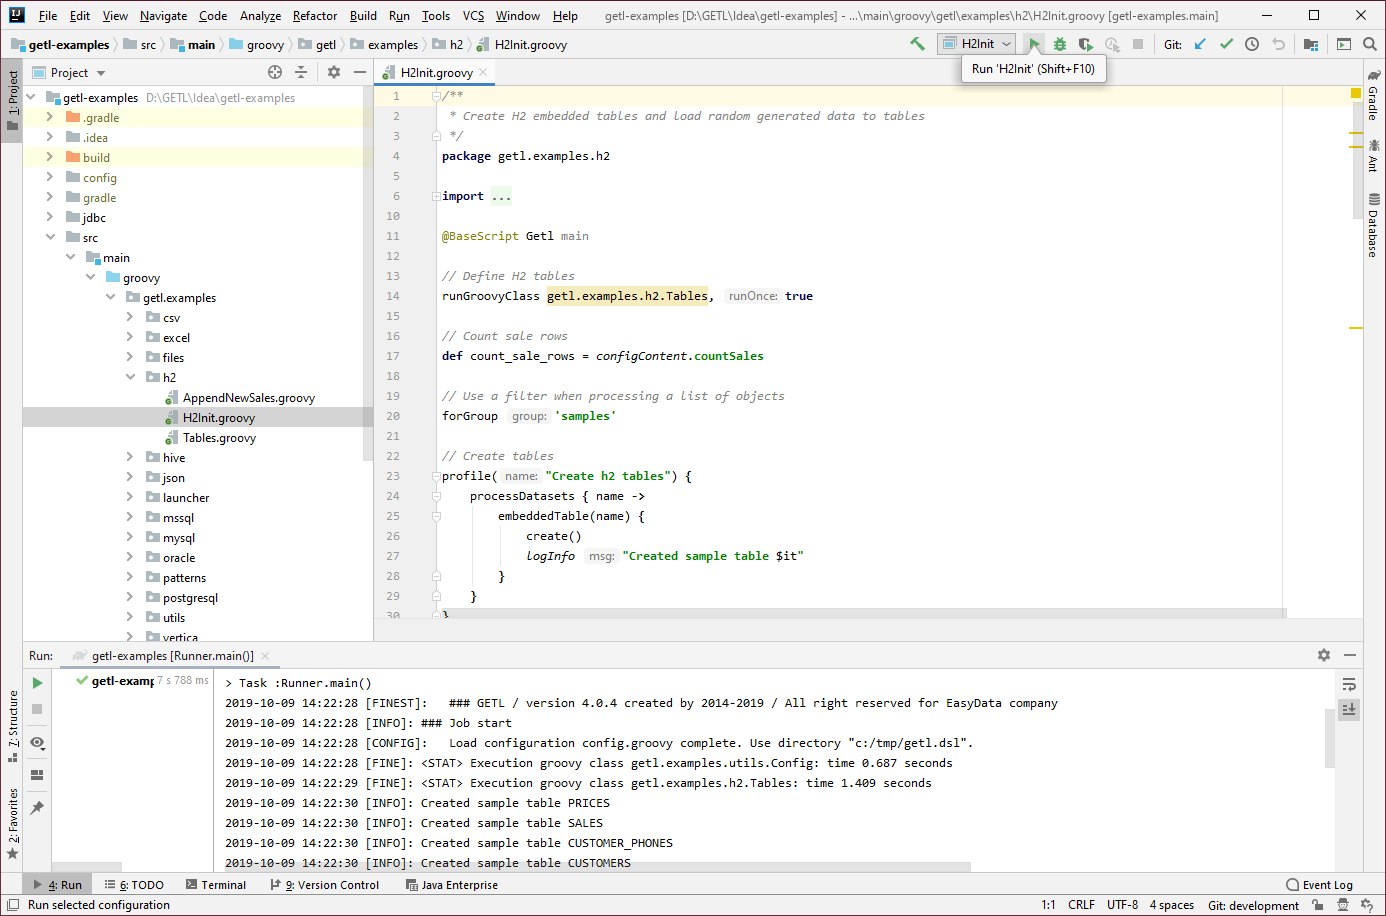 File Edit View Navigate Code Analyze Refactor Build Run Tools VCS Window Help getl-examples [D:\GETL\Idea\getl-examples] - ...\main\groovy\getl\examples\h2\H2Init.groovy [getl-examples.main]
getl-examples src main groovy getl examples h2 H2Init.groovy H2Init Git:
Run 'H2Init' (Shift+F10)
Project H2Init.groovy
1: Project
getl-examples D:\GETL\Idea\getl-examples
.gradle
.idea
build
config
gradle
jdbc
src
main
groovy
getl.examples
csv
excel
files
h2
AppendNewSales.groovy
H2Init.groovy
Tables.groovy
hive
json
launcher
mssql
mysql
oracle
patterns
postgresql
utils
vertica
1 /**
2 * Create H2 embedded tables and load random generated data to tables
3 */
4 package getl.examples.h2
5
6 import ...
10
11 @BaseScript Getl main
12
13 // Define H2 tables
14 runGroovyClass getl.examples.h2.Tables, runOnce: true
15
16 // Count sale rows
17 def count_sale_rows = configContent.countSales
18
19 // Use a filter when processing a list of objects
20 forGroup group: 'samples'
21
22 // Create tables
23 profile( name: "Create h2 tables") {
24 processDatasets { name ->
25 embeddedTable(name) {
26 create()
27 logInfo msg: "Created sample table $it"
28 }
29 }
30 }
Gradle
Ant
Database
Run: getl-examples [Runner.main()]
getl-examp 7 s 788 ms
> Task :Runner.main()
2019-10-09 14:22:28 [FINEST]: ### GETL / version 4.0.4 created by 2014-2019 / All right reserved for EasyData company
2019-10-09 14:22:28 [INFO]: ### Job start
2019-10-09 14:22:28 [CONFIG]: Load configuration config.groovy complete. Use directory "c:/tmp/getl.dsl".
2019-10-09 14:22:28 [FINE]: <STAT> Execution groovy class getl.examples.utils.Config: time 0.687 seconds
2019-10-09 14:22:29 [FINE]: <STAT> Execution groovy class getl.examples.h2.Tables: time 1.409 seconds
2019-10-09 14:22:30 [INFO]: Created sample table PRICES
2019-10-09 14:22:30 [INFO]: Created sample table SALES
2019-10-09 14:22:30 [INFO]: Created sample table CUSTOMER_PHONES
2019-10-09 14:22:30 [INFO]: Created sample table CUSTOMERS
7: Structure
2: Favorites
4: Run 6: TODO Terminal 9: Version Control Java Enterprise Event Log
Run selected configuration 1:1 CRLF UTF-8 4 spaces Git: development